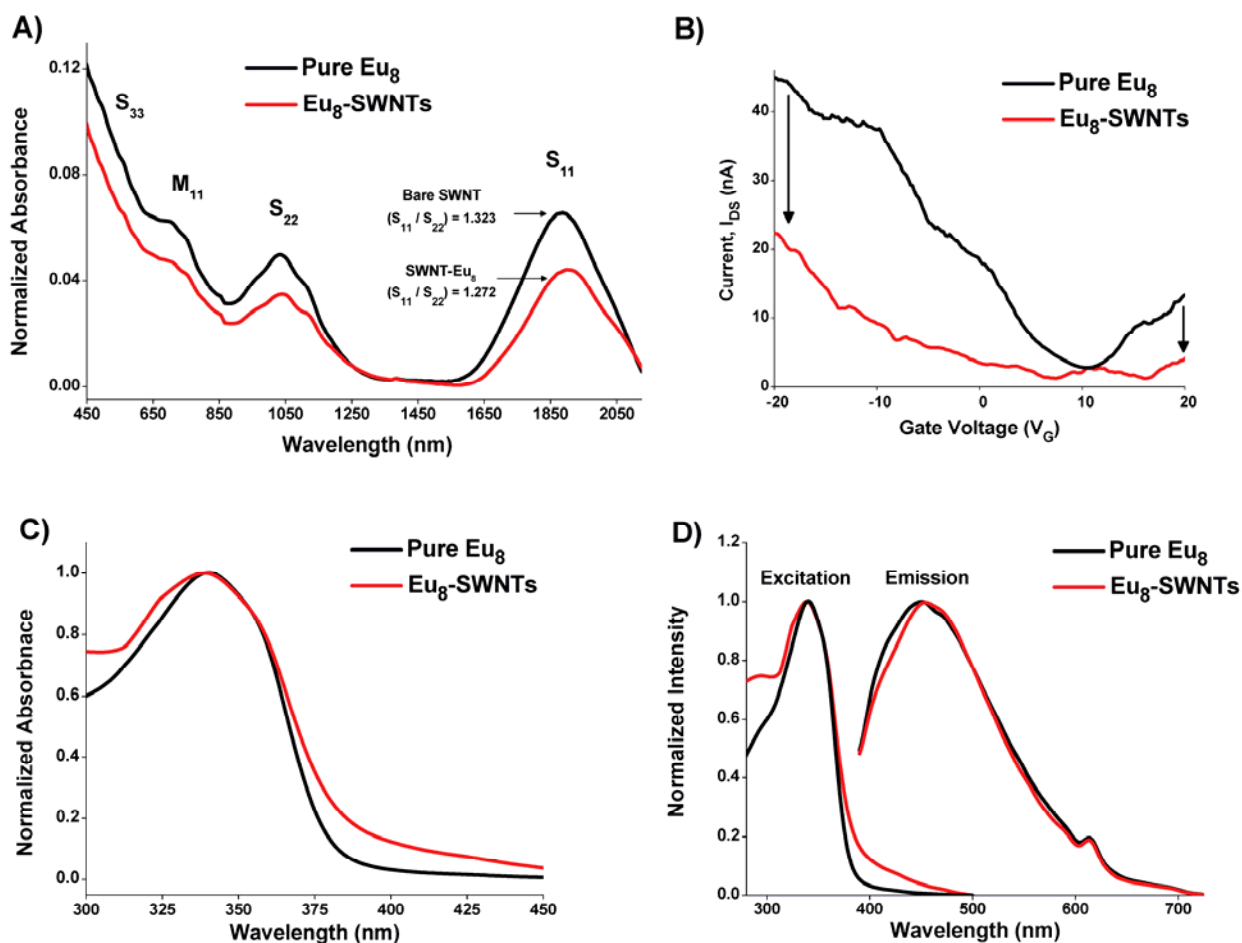 A)
Pure Eu8
Eu8-SWNTs
S33
M11
S22
S11
Bare SWNT
(S11 / S22) = 1.323
SWNT-Eu8
(S11 / S22) = 1.272
Normalized Absorbance
0.12
0.08
0.04
0.00
450 650 850 1050 1250 1450 1650 1850 2050
Wavelength (nm)
B)
Pure Eu8
Eu8-SWNTs
Current, IDS (nA)
40
30
20
10
0
-20 -10 0 10 20
Gate Voltage (VG)
C)
Pure Eu8
Eu8-SWNTs
Normalized Absorbnace
1.0
0.8
0.6
0.4
0.2
0.0
300 325 350 375 400 425 450
Wavelength (nm)
D)
Pure Eu8
Eu8-SWNTs
Excitation Emission
Normalized Intensity
1.2
1.0
0.8
0.6
0.4
0.2
0.0
300 400 500 600 700
Wavelength (nm)